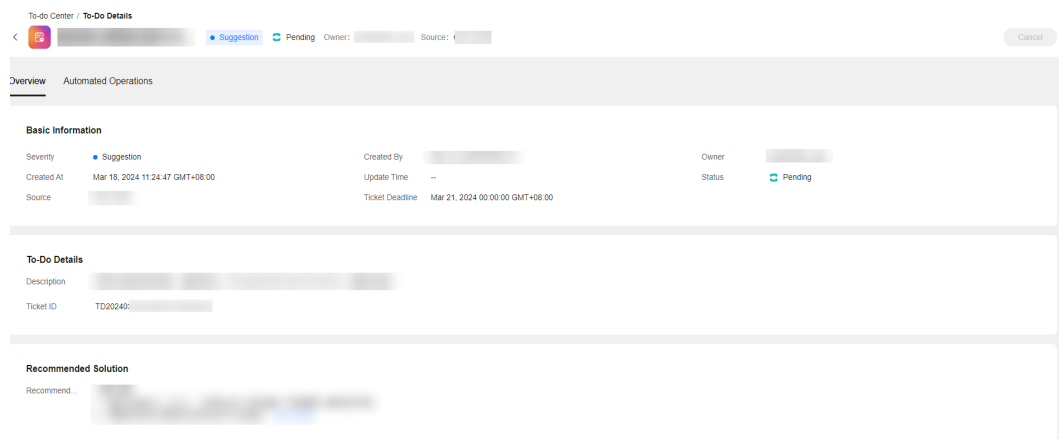 To-do Center / To-Do Details
Suggestion Pending Owner: Source:
Cancel
Overview Automated Operations
Basic Information
Severity Suggestion Created By Owner
Created At Mar 18, 2024 11:24:47 GMT+08:00 Update Time -- Status Pending
Source Ticket Deadline Mar 21, 2024 00:00:00 GMT+08:00
To-Do Details
Description
Ticket ID TD20240
Recommended Solution
Recommend...